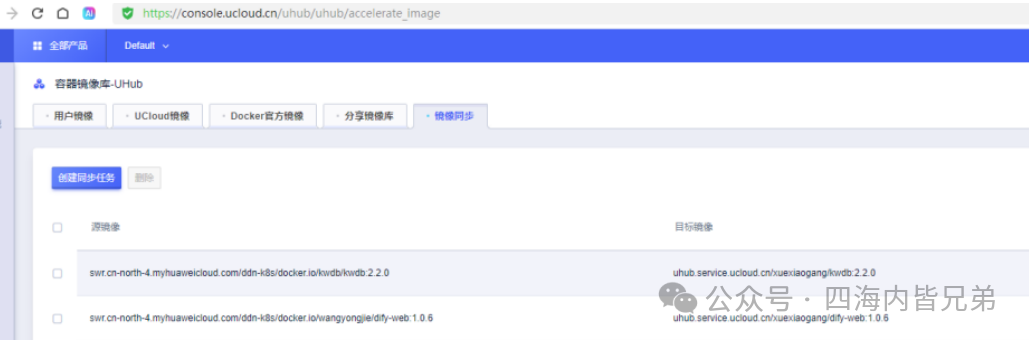 https://console.ucloud.cn/uhub/uhub/accelerate_image
全部产品 Default
容器镜像库-UHub
用户镜像 UCloud镜像 Docker官方镜像 分享镜像库 镜像同步
创建同步任务 删除
源镜像 目标镜像
swr.cn-north-4.myhuaweicloud.com/ddn-k8s/docker.io/kwdb/kwdb:2.2.0 uhub.service.ucloud.cn/xuexiaogang/kwdb:2.2.0
公众号 · 四海内皆兄弟
swr.cn-north-4.myhuaweicloud.com/ddn-k8s/docker.io/wangyongjie/dify-web:1.0.6 uhub.service.ucloud.cn/xuexiaogang/dify-web:1.0.6